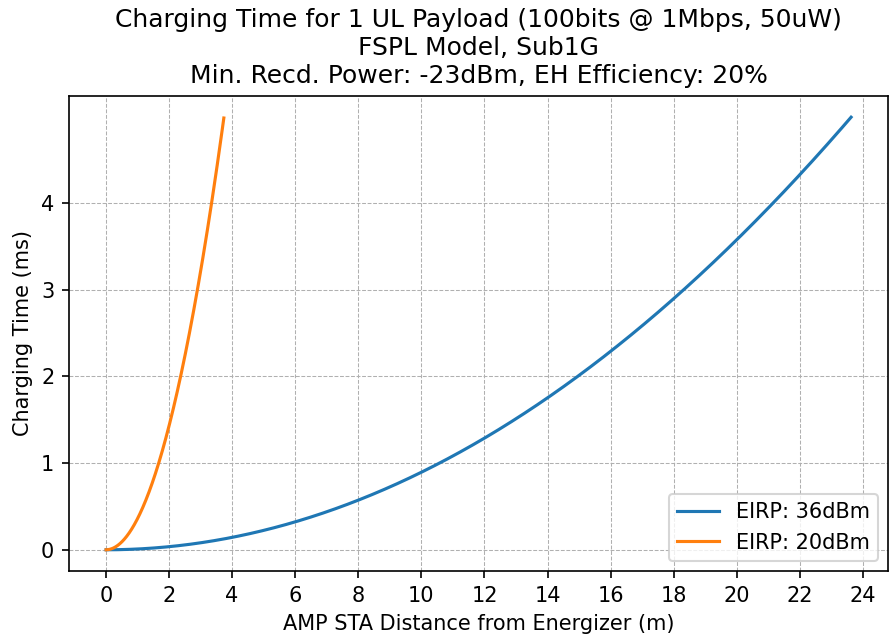 Charging Time for 1 UL Payload (100bits @ 1Mbps, 50uW)
FSPL Model, Sub1G
Min. Recd. Power: -23dBm, EH Efficiency: 20%
Charging Time (ms)
4
3
2
1
0
EIRP: 36dBm
EIRP: 20dBm
0 2 4 6 8 10 12 14 16 18 20 22 24
AMP STA Distance from Energizer (m)